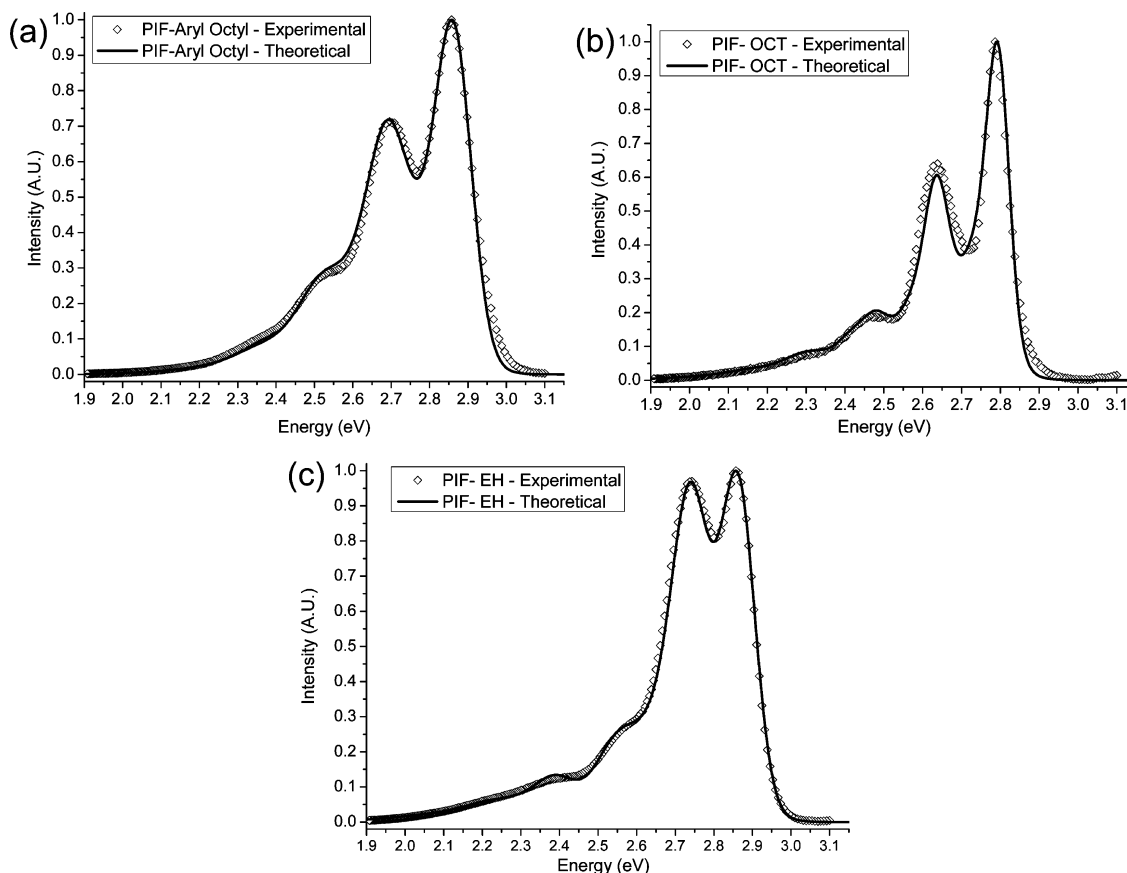 (a)
PIF-Aryl Octyl - Experimental
PIF-Aryl Octyl - Theoretical
Intensity (A.U.)
1.0
0.9
0.8
0.7
0.6
0.5
0.4
0.3
0.2
0.1
0.0
1.9 2.0 2.1 2.2 2.3 2.4 2.5 2.6 2.7 2.8 2.9 3.0 3.1
Energy (eV)
(b)
PIF- OCT - Experimental
PIF- OCT - Theoretical
Intensity (A.U.)
1.0
0.9
0.8
0.7
0.6
0.5
0.4
0.3
0.2
0.1
0.0
1.9 2.0 2.1 2.2 2.3 2.4 2.5 2.6 2.7 2.8 2.9 3.0 3.1
Energy (eV)
(c)
PIF- EH - Experimental
PIF- EH - Theoretical
Intensity (A.U.)
1.0
0.9
0.8
0.7
0.6
0.5
0.4
0.3
0.2
0.1
0.0
1.9 2.0 2.1 2.2 2.3 2.4 2.5 2.6 2.7 2.8 2.9 3.0 3.1
Energy (eV)